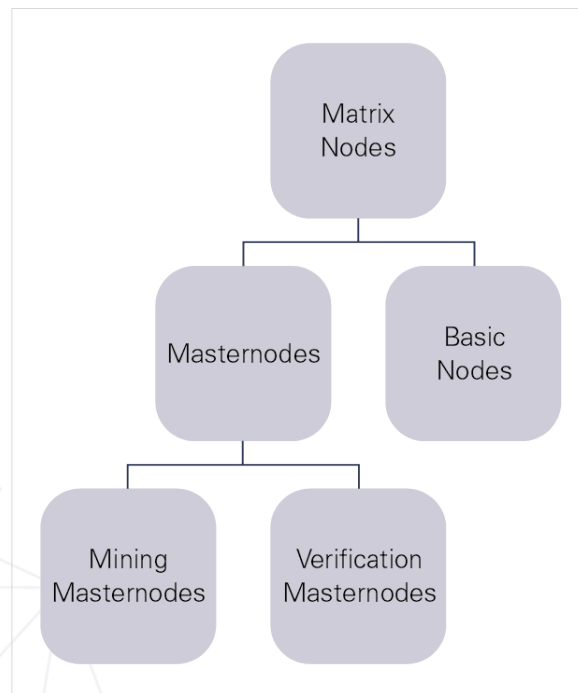 Matrix
Nodes
Masternodes
Basic
Nodes
Mining
Masternodes
Verification
Masternodes